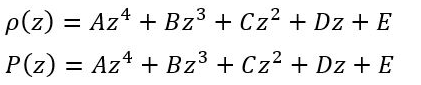 ρ(z) = Az⁴ + Bz³ + Cz² + Dz + E
P(z) = Az⁴ + Bz³ + Cz² + Dz + E